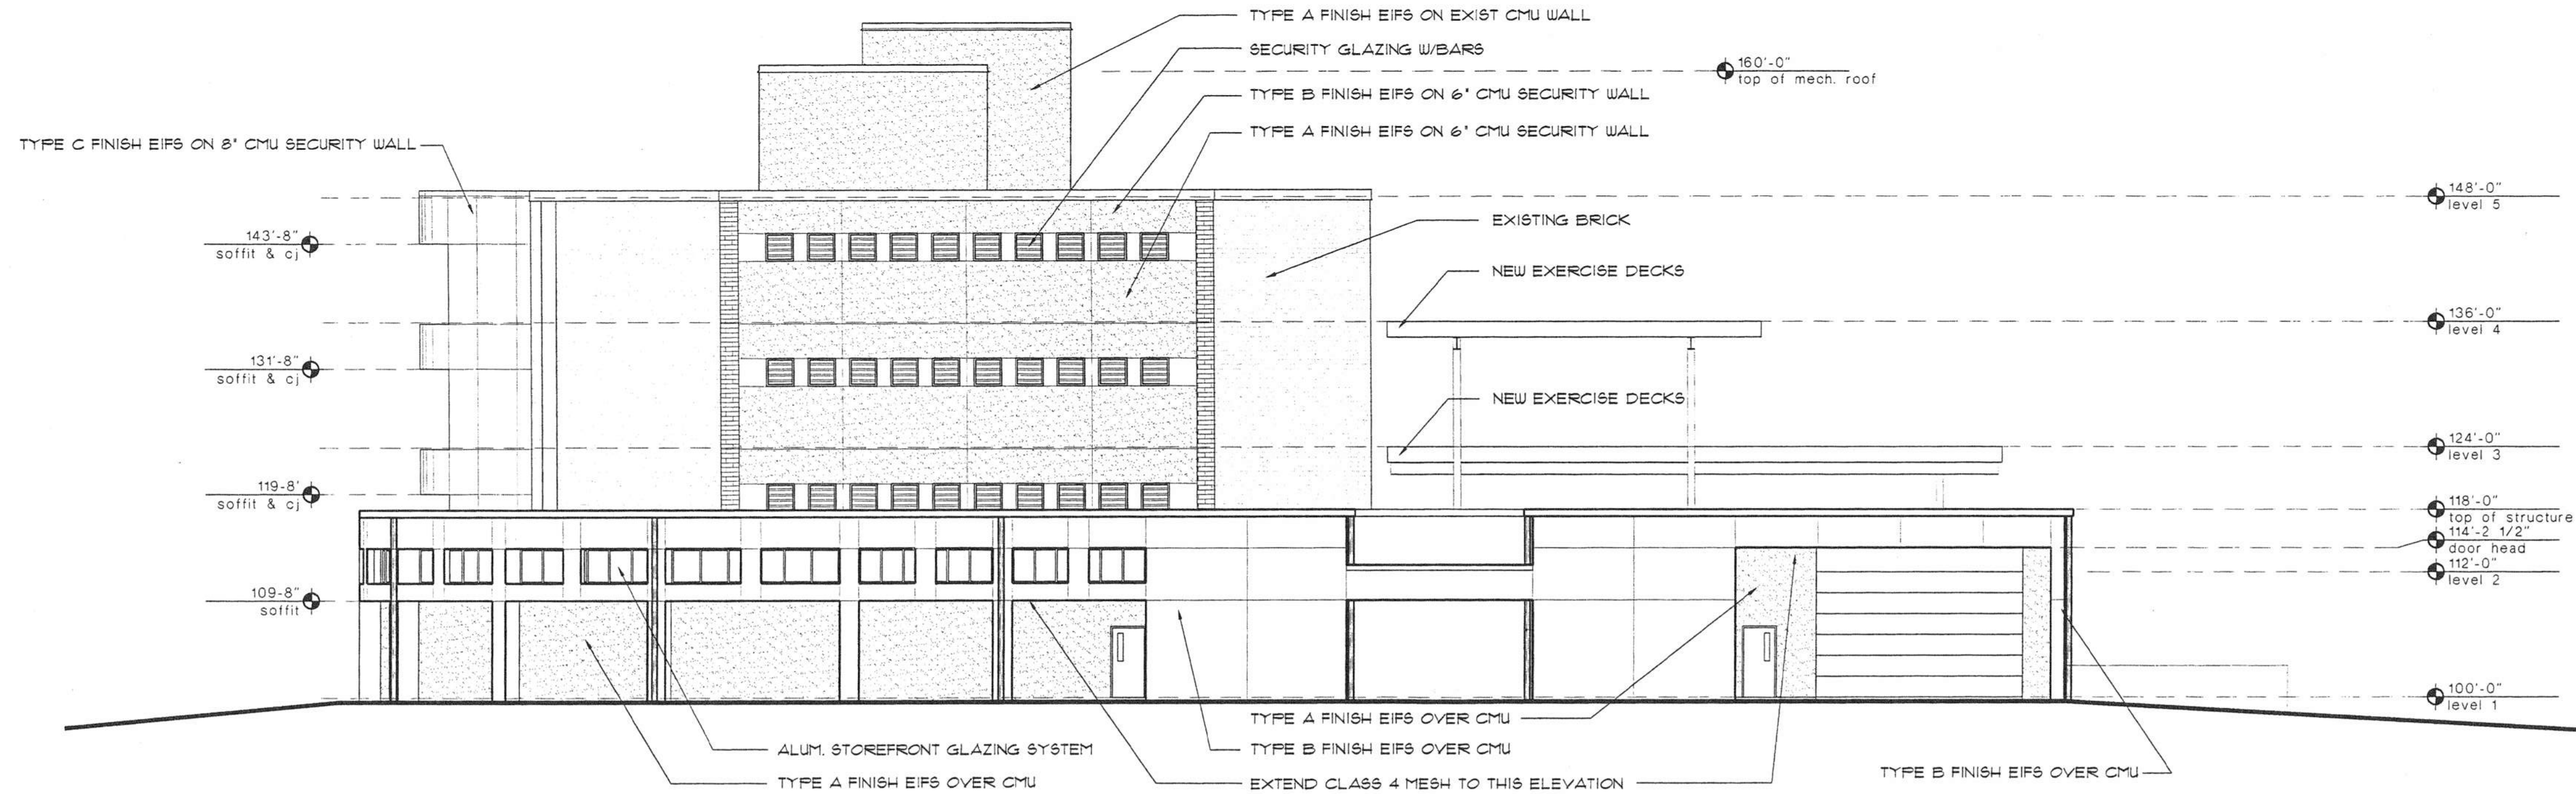 TYPE A FINISH EIFS ON EXIST CMU WALL
SECURITY GLAZING W/BARS
160'-0"
top of mech. roof
TYPE B FINISH EIFS ON 6" CMU SECURITY WALL
TYPE A FINISH EIFS ON 6" CMU SECURITY WALL
TYPE C FINISH EIFS ON 8" CMU SECURITY WALL
148'-0"
level 5
EXISTING BRICK
143'-8"
soffit & cj
NEW EXERCISE DECKS
136'-0"
level 4
131'-8"
soffit & cj
NEW EXERCISE DECKS
124'-0"
level 3
119-8'
soffit & cj
118'-0"
top of structure
114'-2 1/2"
door head
112'-0"
level 2
109-8"
soffit
100'-0"
level 1
TYPE A FINISH EIFS OVER CMU
ALUM. STOREFRONT GLAZING SYSTEM
TYPE B FINISH EIFS OVER CMU
TYPE A FINISH EIFS OVER CMU
EXTEND CLASS 4 MESH TO THIS ELEVATION
TYPE B FINISH EIFS OVER CMU